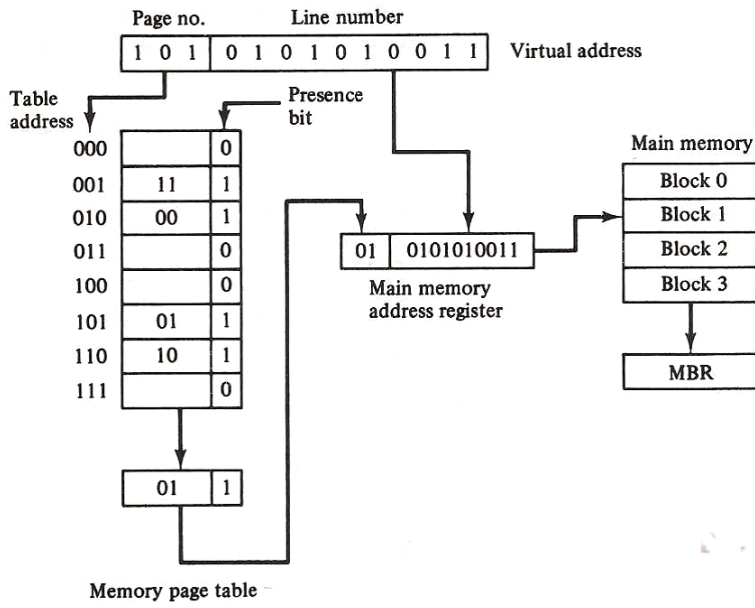 Page no. Line number
1 0 1 0 1 0 1 0 1 0 0 1 1 Virtual address
Table
address
Presence
bit
000 0
001 11 1
010 00 1
011 0
100 0
101 01 1
110 10 1
111 0
01 1
Memory page table
01 0101010011
Main memory
address register
Main memory
Block 0
Block 1
Block 2
Block 3
MBR